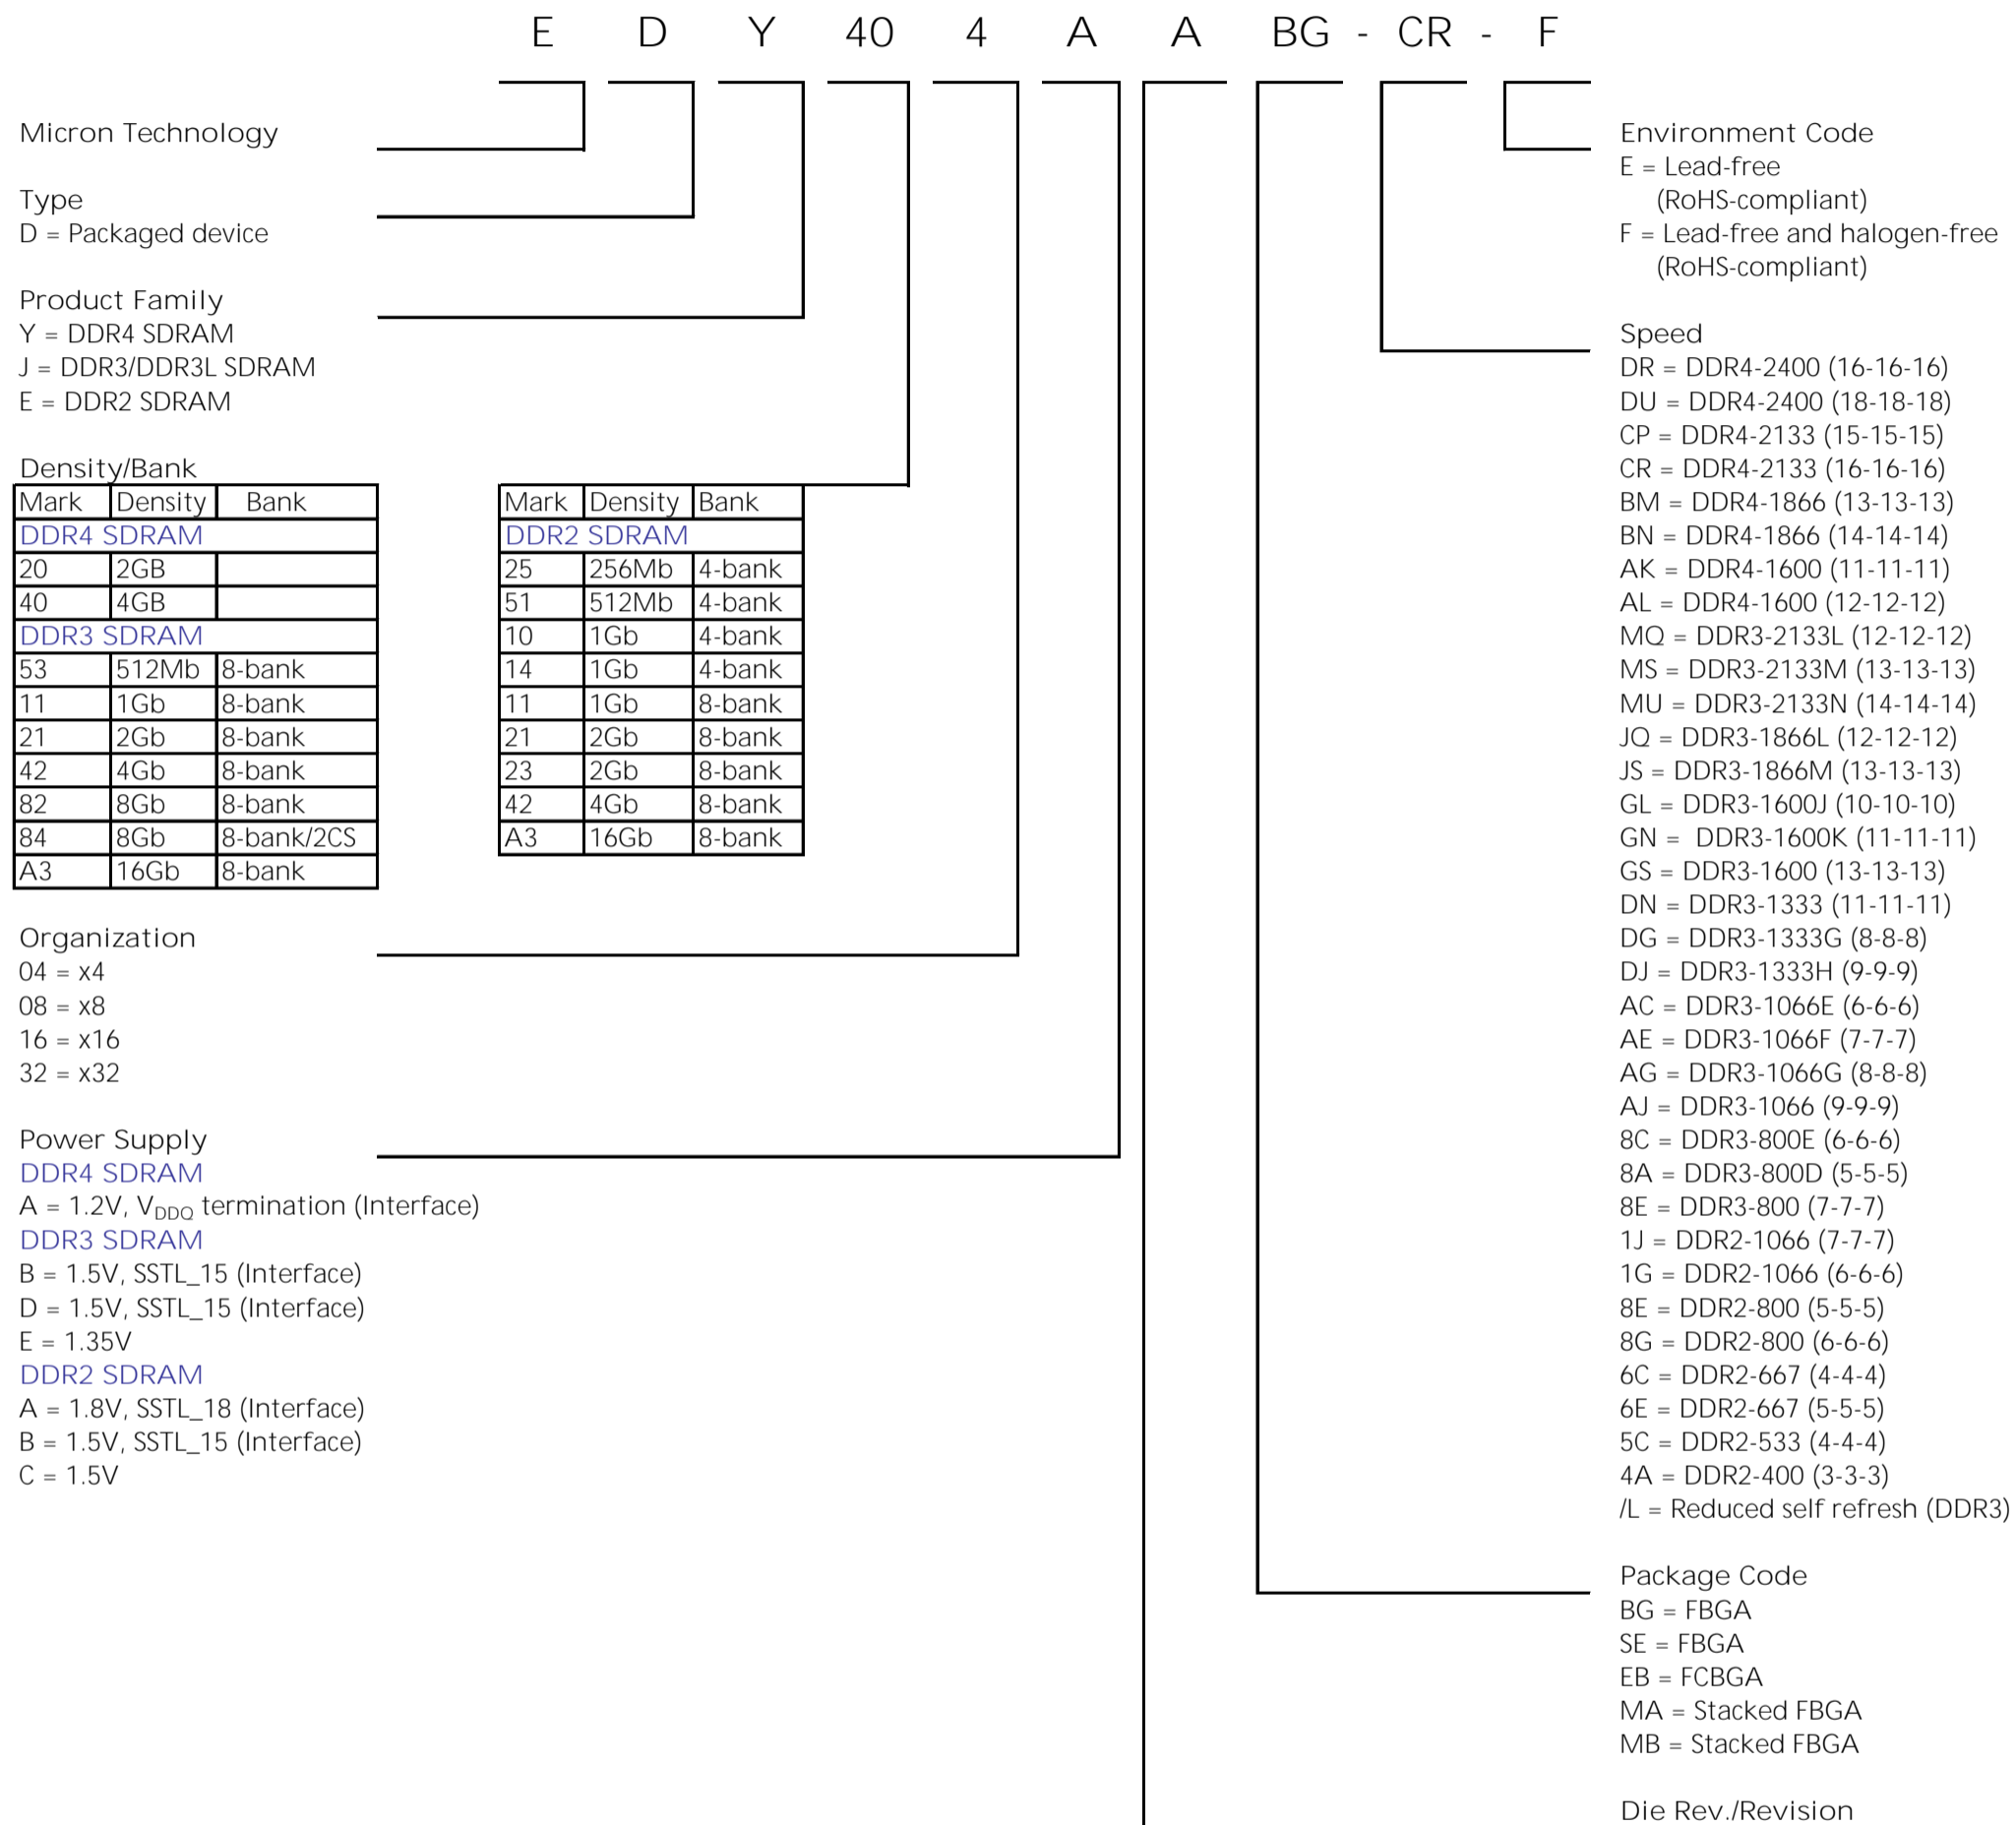 E D Y 40 4 A A BG - CR - F
Micron Technology
Type
D = Packaged device
Product Family
Y = DDR4 SDRAM
J = DDR3/DDR3L SDRAM
E = DDR2 SDRAM
Density/Bank
Mark Density Bank
DDR4 SDRAM
20 2GB
40 4GB
DDR3 SDRAM
53 512Mb 8-bank
11 1Gb 8-bank
21 2Gb 8-bank
42 4Gb 8-bank
82 8Gb 8-bank
84 8Gb 8-bank/2CS
A3 16Gb 8-bank
Mark Density Bank
DDR2 SDRAM
25 256Mb 4-bank
51 512Mb 4-bank
10 1Gb 4-bank
14 1Gb 4-bank
11 1Gb 8-bank
21 2Gb 8-bank
23 2Gb 8-bank
42 4Gb 8-bank
A3 16Gb 8-bank
Organization
04 = x4
08 = x8
16 = x16
32 = x32
Power Supply
DDR4 SDRAM
A = 1.2V, VDDQ termination (Interface)
DDR3 SDRAM
B = 1.5V, SSTL_15 (Interface)
D = 1.5V, SSTL_15 (Interface)
E = 1.35V
DDR2 SDRAM
A = 1.8V, SSTL_18 (Interface)
B = 1.5V, SSTL_15 (Interface)
C = 1.5V
Environment Code
E = Lead-free
(RoHS-compliant)
F = Lead-free and halogen-free
(RoHS-compliant)
Speed
DR = DDR4-2400 (16-16-16)
DU = DDR4-2400 (18-18-18)
CP = DDR4-2133 (15-15-15)
CR = DDR4-2133 (16-16-16)
BM = DDR4-1866 (13-13-13)
BN = DDR4-1866 (14-14-14)
AK = DDR4-1600 (11-11-11)
AL = DDR4-1600 (12-12-12)
MQ = DDR3-2133L (12-12-12)
MS = DDR3-2133M (13-13-13)
MU = DDR3-2133N (14-14-14)
JQ = DDR3-1866L (12-12-12)
JS = DDR3-1866M (13-13-13)
GL = DDR3-1600J (10-10-10)
GN = DDR3-1600K (11-11-11)
GS = DDR3-1600 (13-13-13)
DN = DDR3-1333 (11-11-11)
DG = DDR3-1333G (8-8-8)
DJ = DDR3-1333H (9-9-9)
AC = DDR3-1066E (6-6-6)
AE = DDR3-1066F (7-7-7)
AG = DDR3-1066G (8-8-8)
AJ = DDR3-1066 (9-9-9)
8C = DDR3-800E (6-6-6)
8A = DDR3-800D (5-5-5)
8E = DDR3-800 (7-7-7)
1J = DDR2-1066 (7-7-7)
1G = DDR2-1066 (6-6-6)
8E = DDR2-800 (5-5-5)
8G = DDR2-800 (6-6-6)
6C = DDR2-667 (4-4-4)
6E = DDR2-667 (5-5-5)
5C = DDR2-533 (4-4-4)
4A = DDR2-400 (3-3-3)
/L = Reduced self refresh (DDR3)
Package Code
BG = FBGA
SE = FBGA
EB = FCBGA
MA = Stacked FBGA
MB = Stacked FBGA
Die Rev./Revision